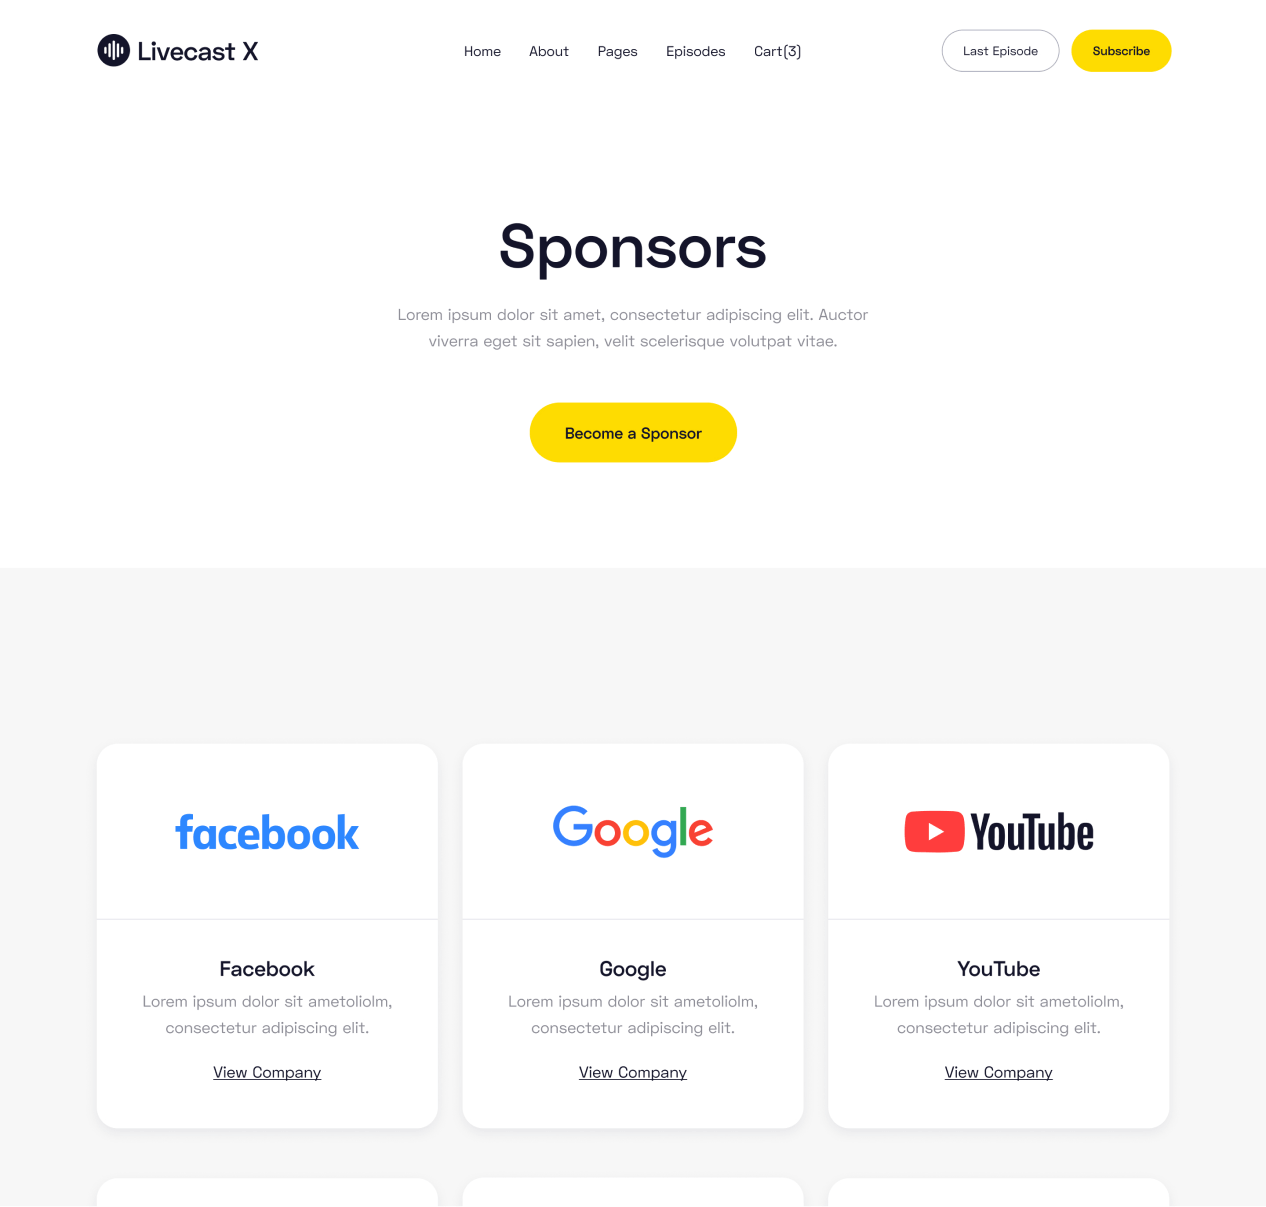 Livecast X
Home About Pages Episodes Cart(3)
Last Episode
Subscribe
Sponsors
Lorem ipsum dolor sit amet, consectetur adipiscing elit. Auctor
viverra eget sit sapien, velit scelerisque volutpat vitae.
Become a Sponsor
facebook
Facebook
Lorem ipsum dolor sit ametoliolm,
consectetur adipiscing elit.
View Company
Google
Google
Lorem ipsum dolor sit ametoliolm,
consectetur adipiscing elit.
View Company
YouTube
YouTube
Lorem ipsum dolor sit ametoliolm,
consectetur adipiscing elit.
View Company